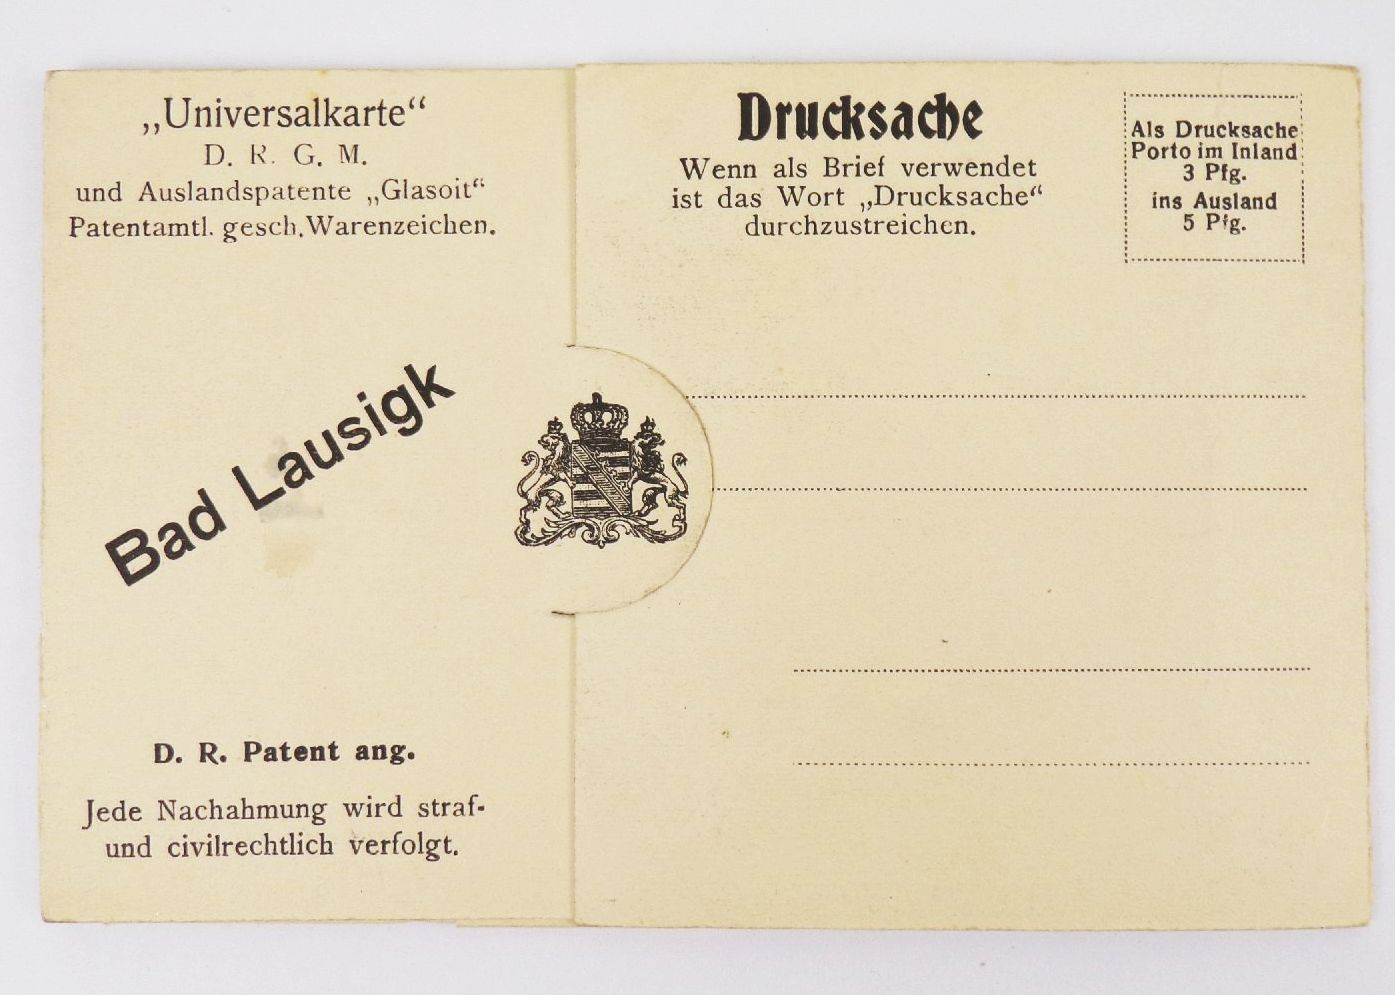 „Universalkarte“
D. R. G. M.
und Auslandspatente „Glasoit“
Patentamtl. gesch. Warenzeichen.
Bad Lausigk
D. R. Patent ang.
Jede Nachahmung wird straf-
und civilrechtlich verfolgt.
Drucksache
Wenn als Brief verwendet
ist das Wort „Drucksache“
durchzustreichen.
Als Drucksache
Porto im Inland
3 Pfg.
ins Ausland
5 Pfg.